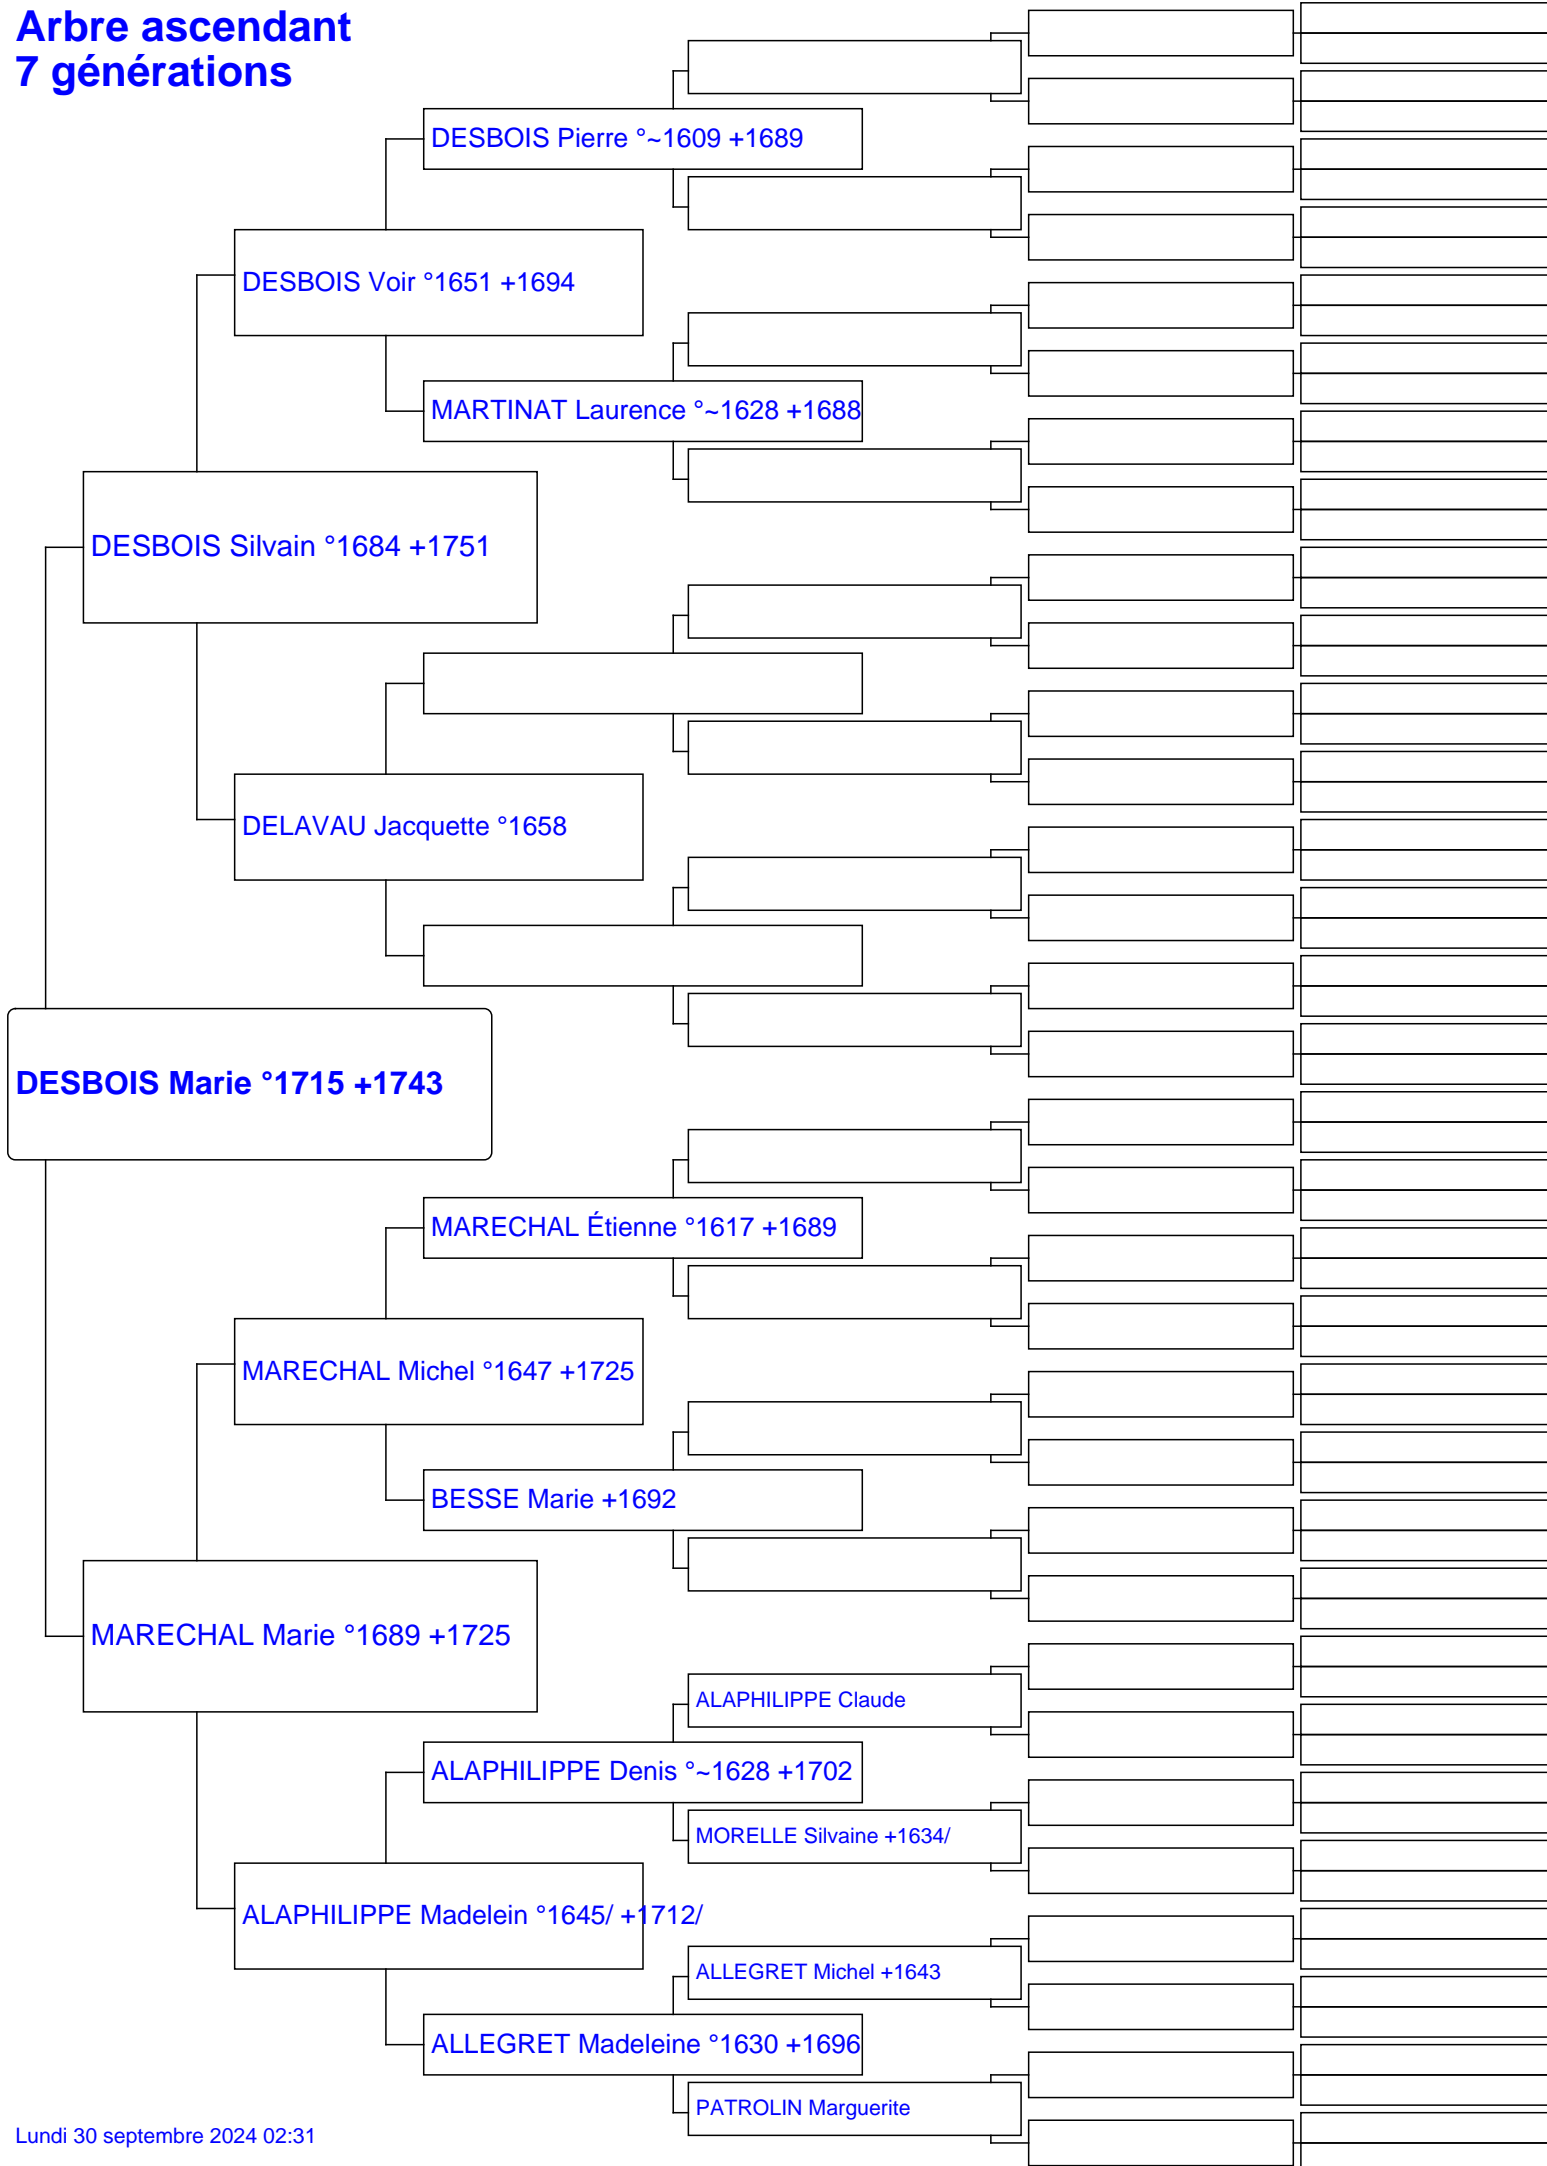 Arbre ascendant
7 générations
DESBOIS Pierre °~1609 +1689
DESBOIS Voir °1651 +1694
MARTINAT Laurence °~1628 +1688
DESBOIS Silvain °1684 +1751
DELAVAU Jacquette °1658
DESBOIS Marie °1715 +1743
MARECHAL Étienne °1617 +1689
MARECHAL Michel °1647 +1725
BESSE Marie +1692
MARECHAL Marie °1689 +1725
ALAPHILIPPE Claude
ALAPHILIPPE Denis °~1628 +1702
MORELLE Silvaine +1634/
ALAPHILIPPE Madelein °1645/ +1712/
ALLEGRET Michel +1643
ALLEGRET Madeleine °1630 +1696
PATROLIN Marguerite
Lundi 30 septembre 2024 02:31